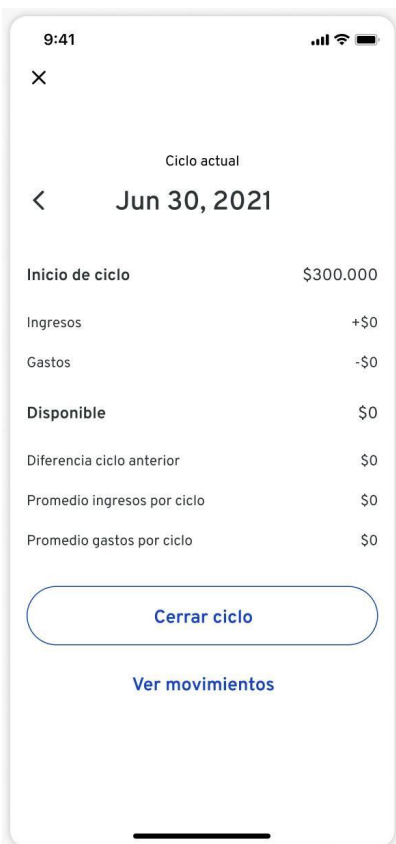 9:41
Ciclo actual
Jun 30, 2021
Inicio de ciclo $300.000
Ingresos +$0
Gastos -$0
Disponible $0
Diferencia ciclo anterior $0
Promedio ingresos por ciclo $0
Promedio gastos por ciclo $0
Cerrar ciclo
Ver movimientos